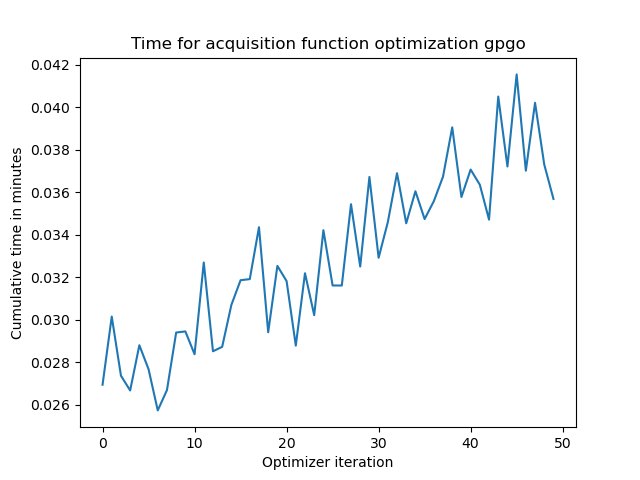 Time for acquisition function optimization gpgo
0.042
0.040
0.038
0.036
0.034
0.032
0.030
0.028
0.026
Cumulative time in minutes
0 10 20 30 40 50
Optimizer iteration